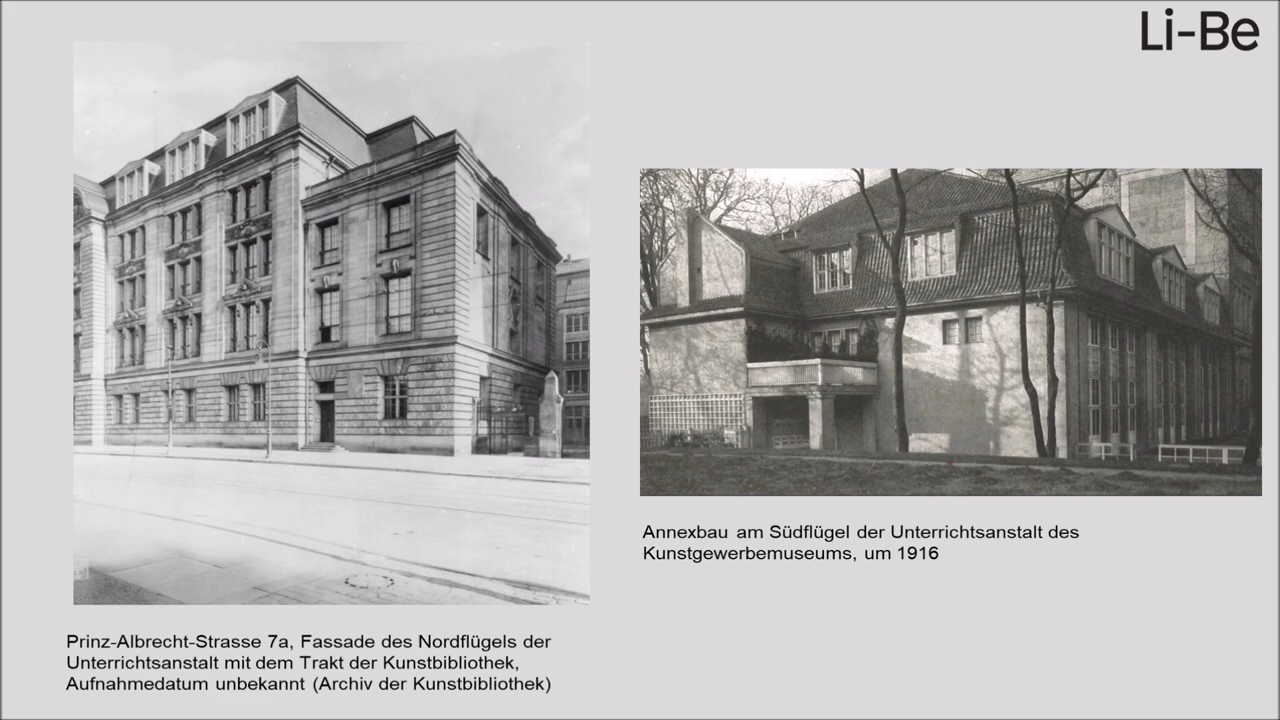 Li-Be
Annexbau am Südflügel der Unterrichtsanstalt des
Kunstgewerbemuseums, um 1916
Prinz-Albrecht-Strasse 7a, Fassade des Nordflügels der
Unterrichtsanstalt mit dem Trakt der Kunstbibliothek,
Aufnahmedatum unbekannt (Archiv der Kunstbibliothek)